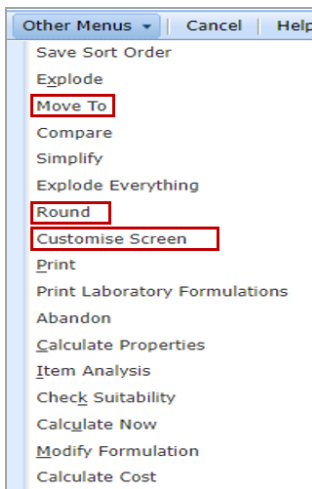 Other Menus Cancel Help
Save Sort Order
Explode
Move To
Compare
Simplify
Explode Everything
Round
Customise Screen
Print
Print Laboratory Formulations
Abandon
Calculate Properties
Item Analysis
Check Suitability
Calculate Now
Modify Formulation
Calculate Cost